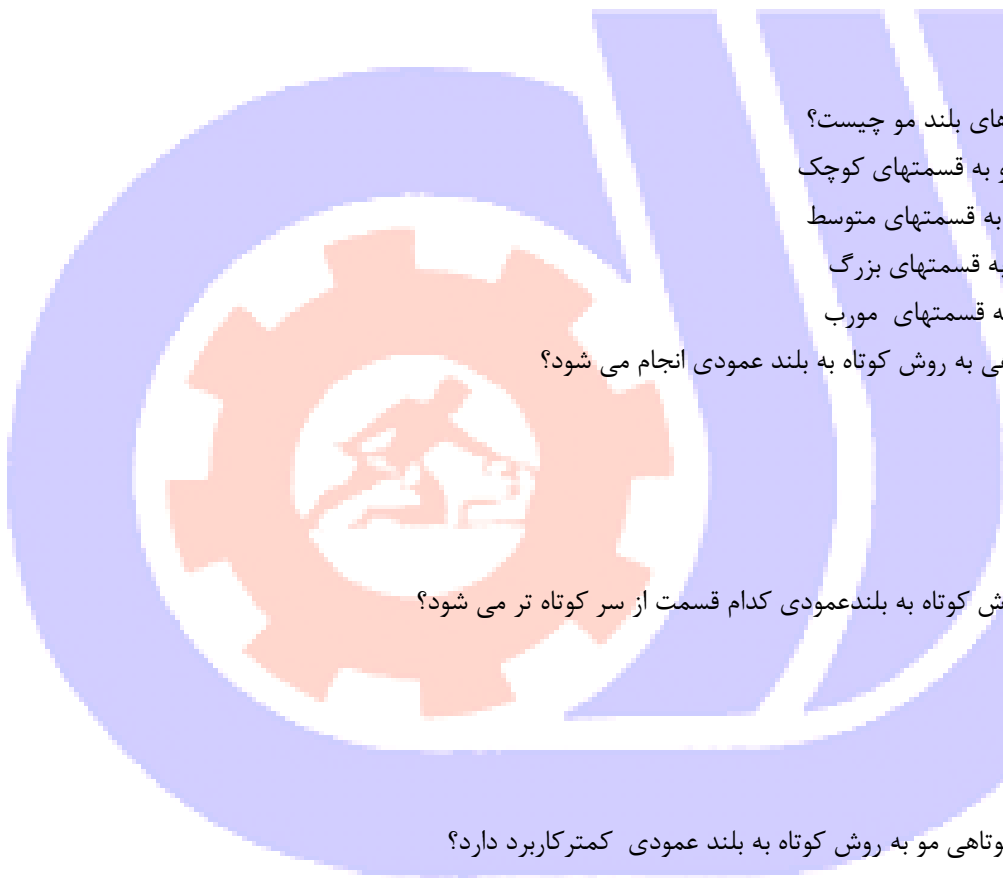 های بلند مو چیست؟
به قسمتهای کوچک
به قسمتهای متوسط
به قسمتهای بزرگ
قسمتهای مورب
به روش کوتاه به بلند عمودی انجام می شود؟
کوتاه به بلندعمودی کدام قسمت از سر کوتاه تر می شود؟
مو به روش کوتاه به بلند عمودی کمترکاربرد دارد؟